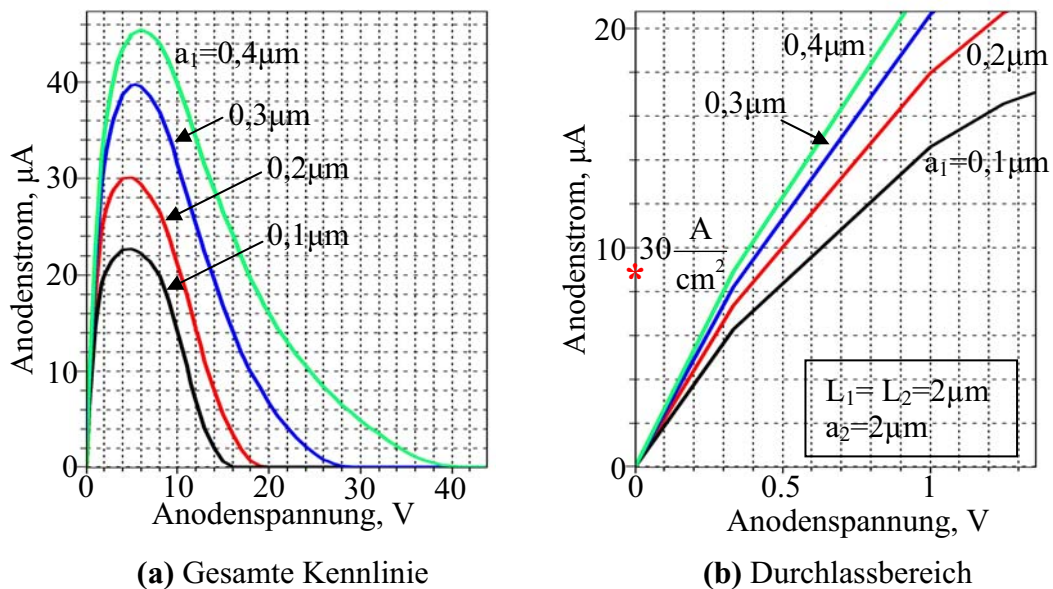 Anodenstrom, µA
40
30
20
10
0
a₁=0,4µm
0,3µm
0,2µm
0,1µm
0
10
20
30
40
Anodenspannung, V
(a) Gesamte Kennlinie
Anodenstrom, µA
20
10
0
0,4µm
0,2µm
0,3µm
a₁=0,1µm
*
30 A/cm²
L₁= L₂=2µm
a₂=2µm
0
0.5
1
Anodenspannung, V
(b) Durchlassbereich